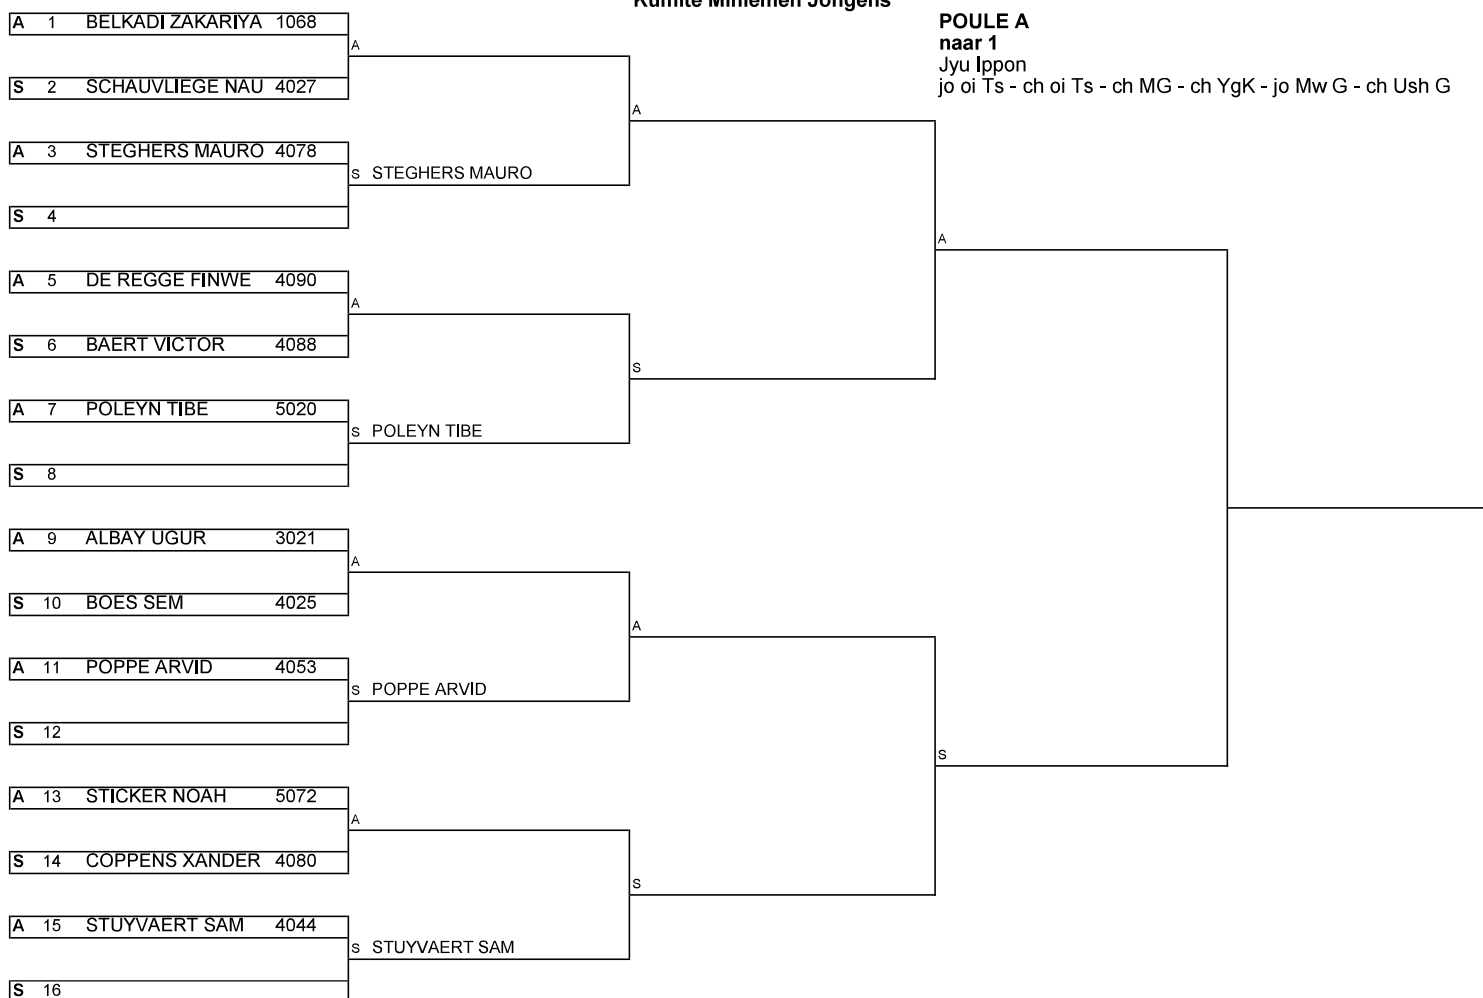 Kumite Miniemen Jongens
POULE A
naar 1
Jyu Ippon
jo oi Ts - ch oi Ts - ch MG - ch YgK - jo Mw G - ch Ush G
A 1 BELKADI ZAKARIYA 1068
A
S 2 SCHAUVLIEGE NAU 4027
A
A 3 STEGHERS MAURO 4078
S STEGHERS MAURO
S 4
A
A 5 DE REGGE FINWE 4090
A
S 6 BAERT VICTOR 4088
S
A 7 POLEYN TIBE 5020
S POLEYN TIBE
S 8
A 9 ALBAY UGUR 3021
A
S 10 BOES SEM 4025
A
A 11 POPPE ARVID 4053
S POPPE ARVID
S 12
S
A 13 STICKER NOAH 5072
A
S 14 COPPENS XANDER 4080
S
A 15 STUYVAERT SAM 4044
S STUYVAERT SAM
S 16